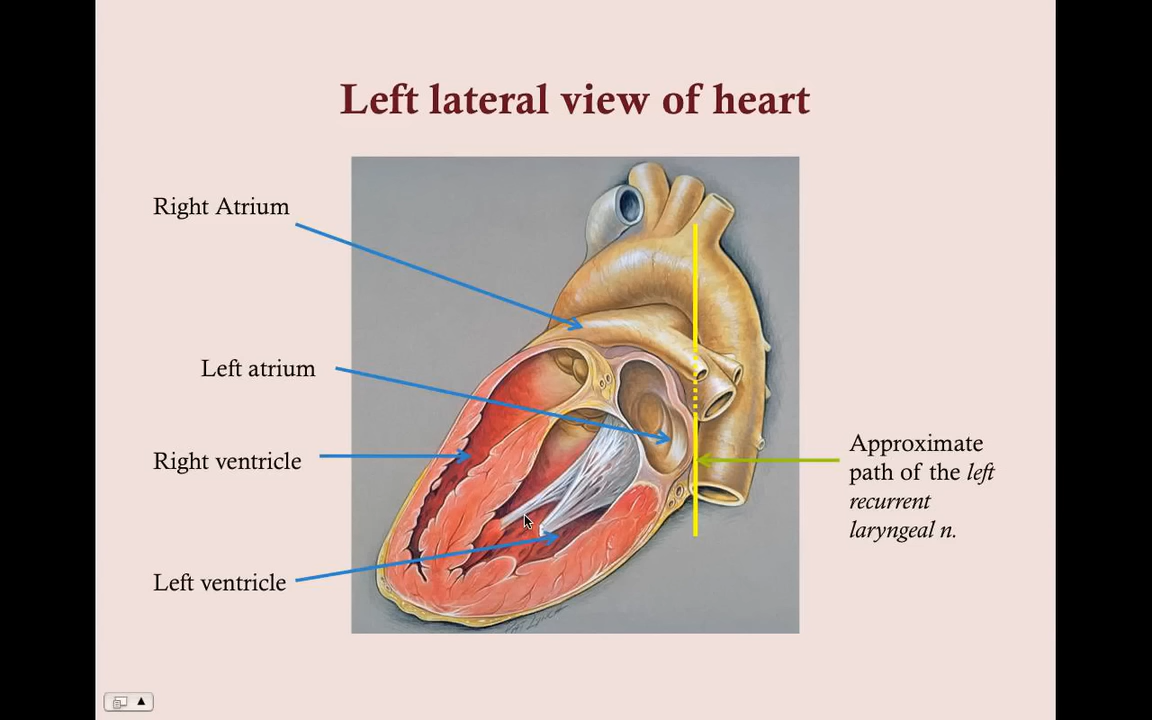 Left lateral view of heart
Right Atrium
Left atrium
Right ventricle
Left ventricle
Approximate
path of the left
recurrent
laryngeal n.